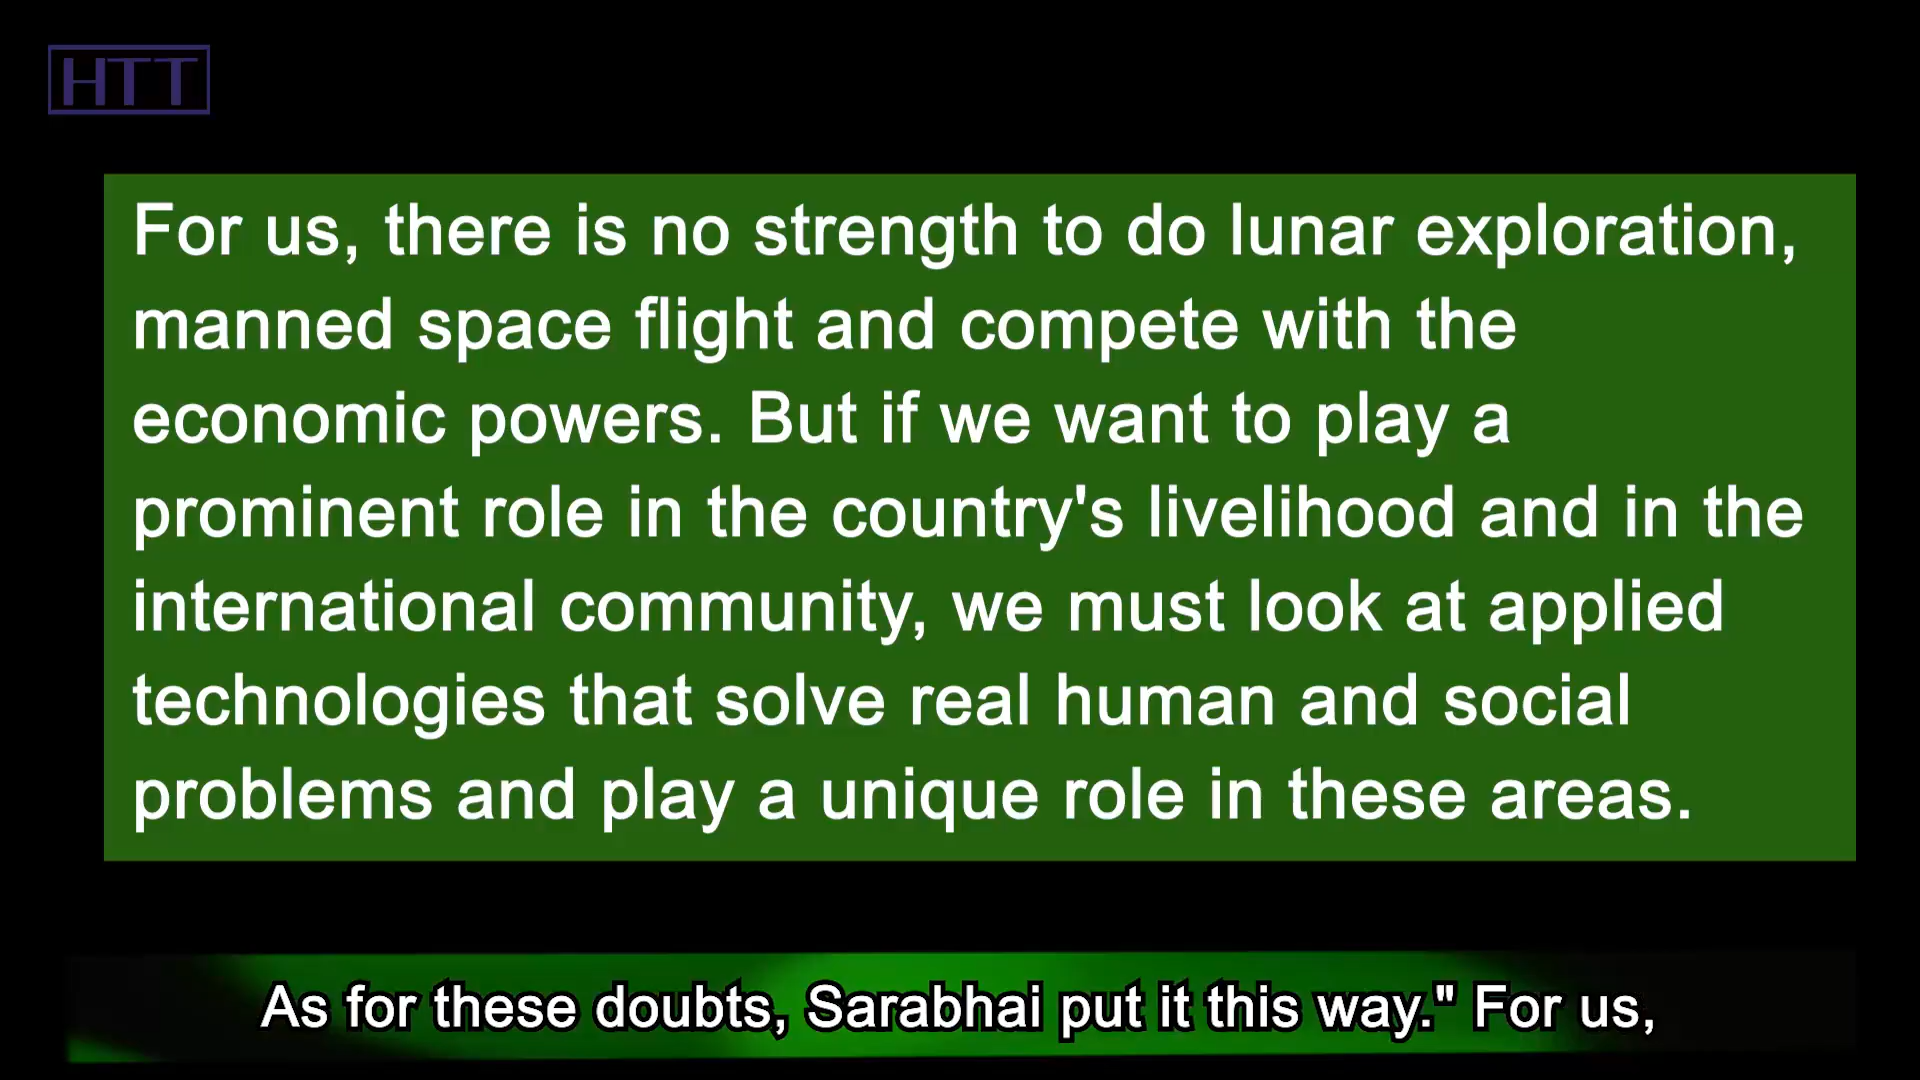 HTT
For us, there is no strength to do lunar exploration,
manned space flight and compete with the
economic powers. But if we want to play a
prominent role in the country's livelihood and in the
international community, we must look at applied
technologies that solve real human and social
problems and play a unique role in these areas.
As for these doubts, Sarabhai put it this way." For us,